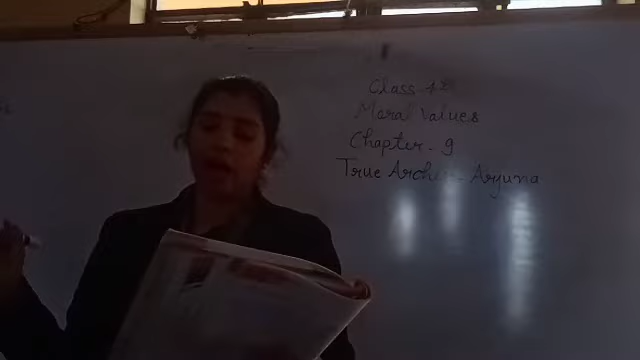 Class -
Moral Values
Chapter - 9
True Archer - Arjuna